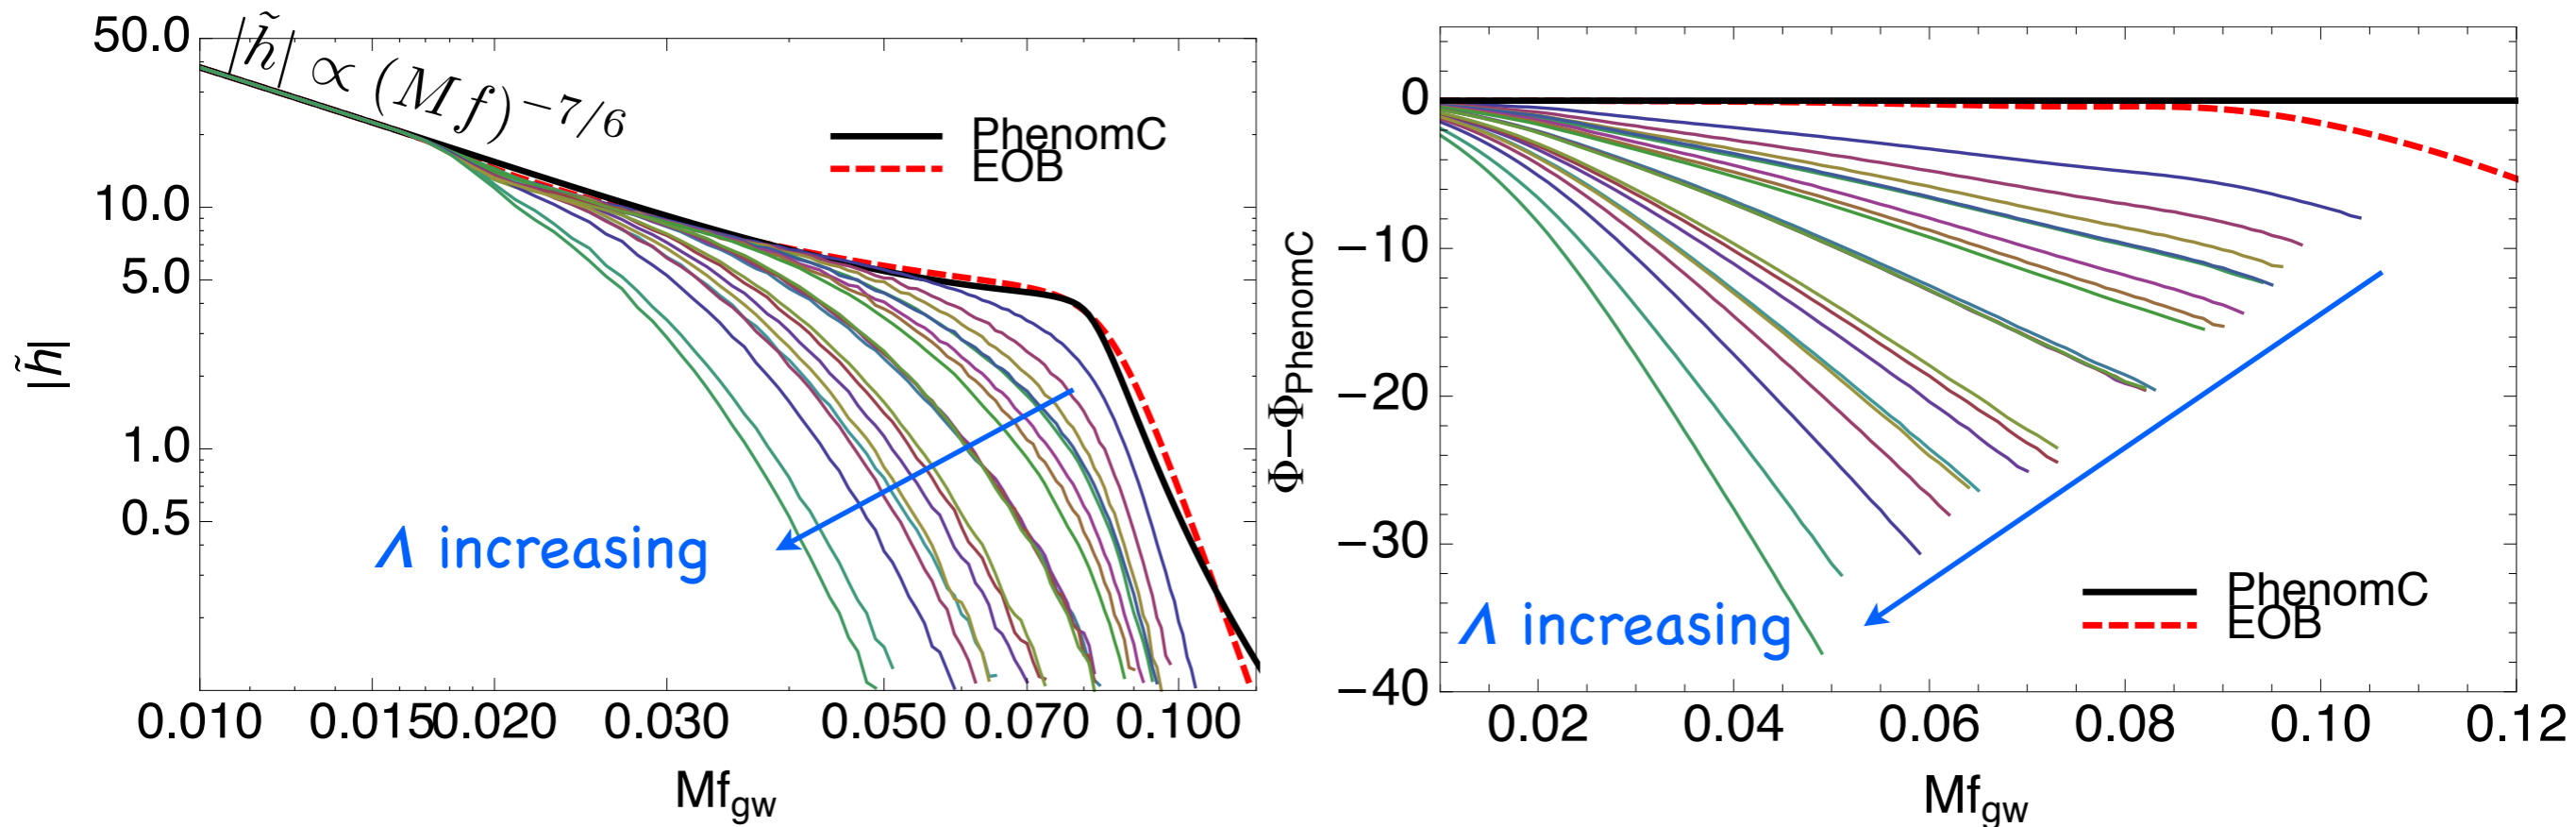 50.0
10.0
5.0
1.0
0.5
|h̃|
|h̃| ∝ (Mf)^{−7/6}
PhenomC
EOB
Λ increasing
0.010 0.015 0.020 0.030 0.050 0.070 0.100
Mf_gw
0
−10
−20
−30
−40
Φ−Φ_PhenomC
Λ increasing
PhenomC
EOB
0.02 0.04 0.06 0.08 0.10 0.12
Mf_gw